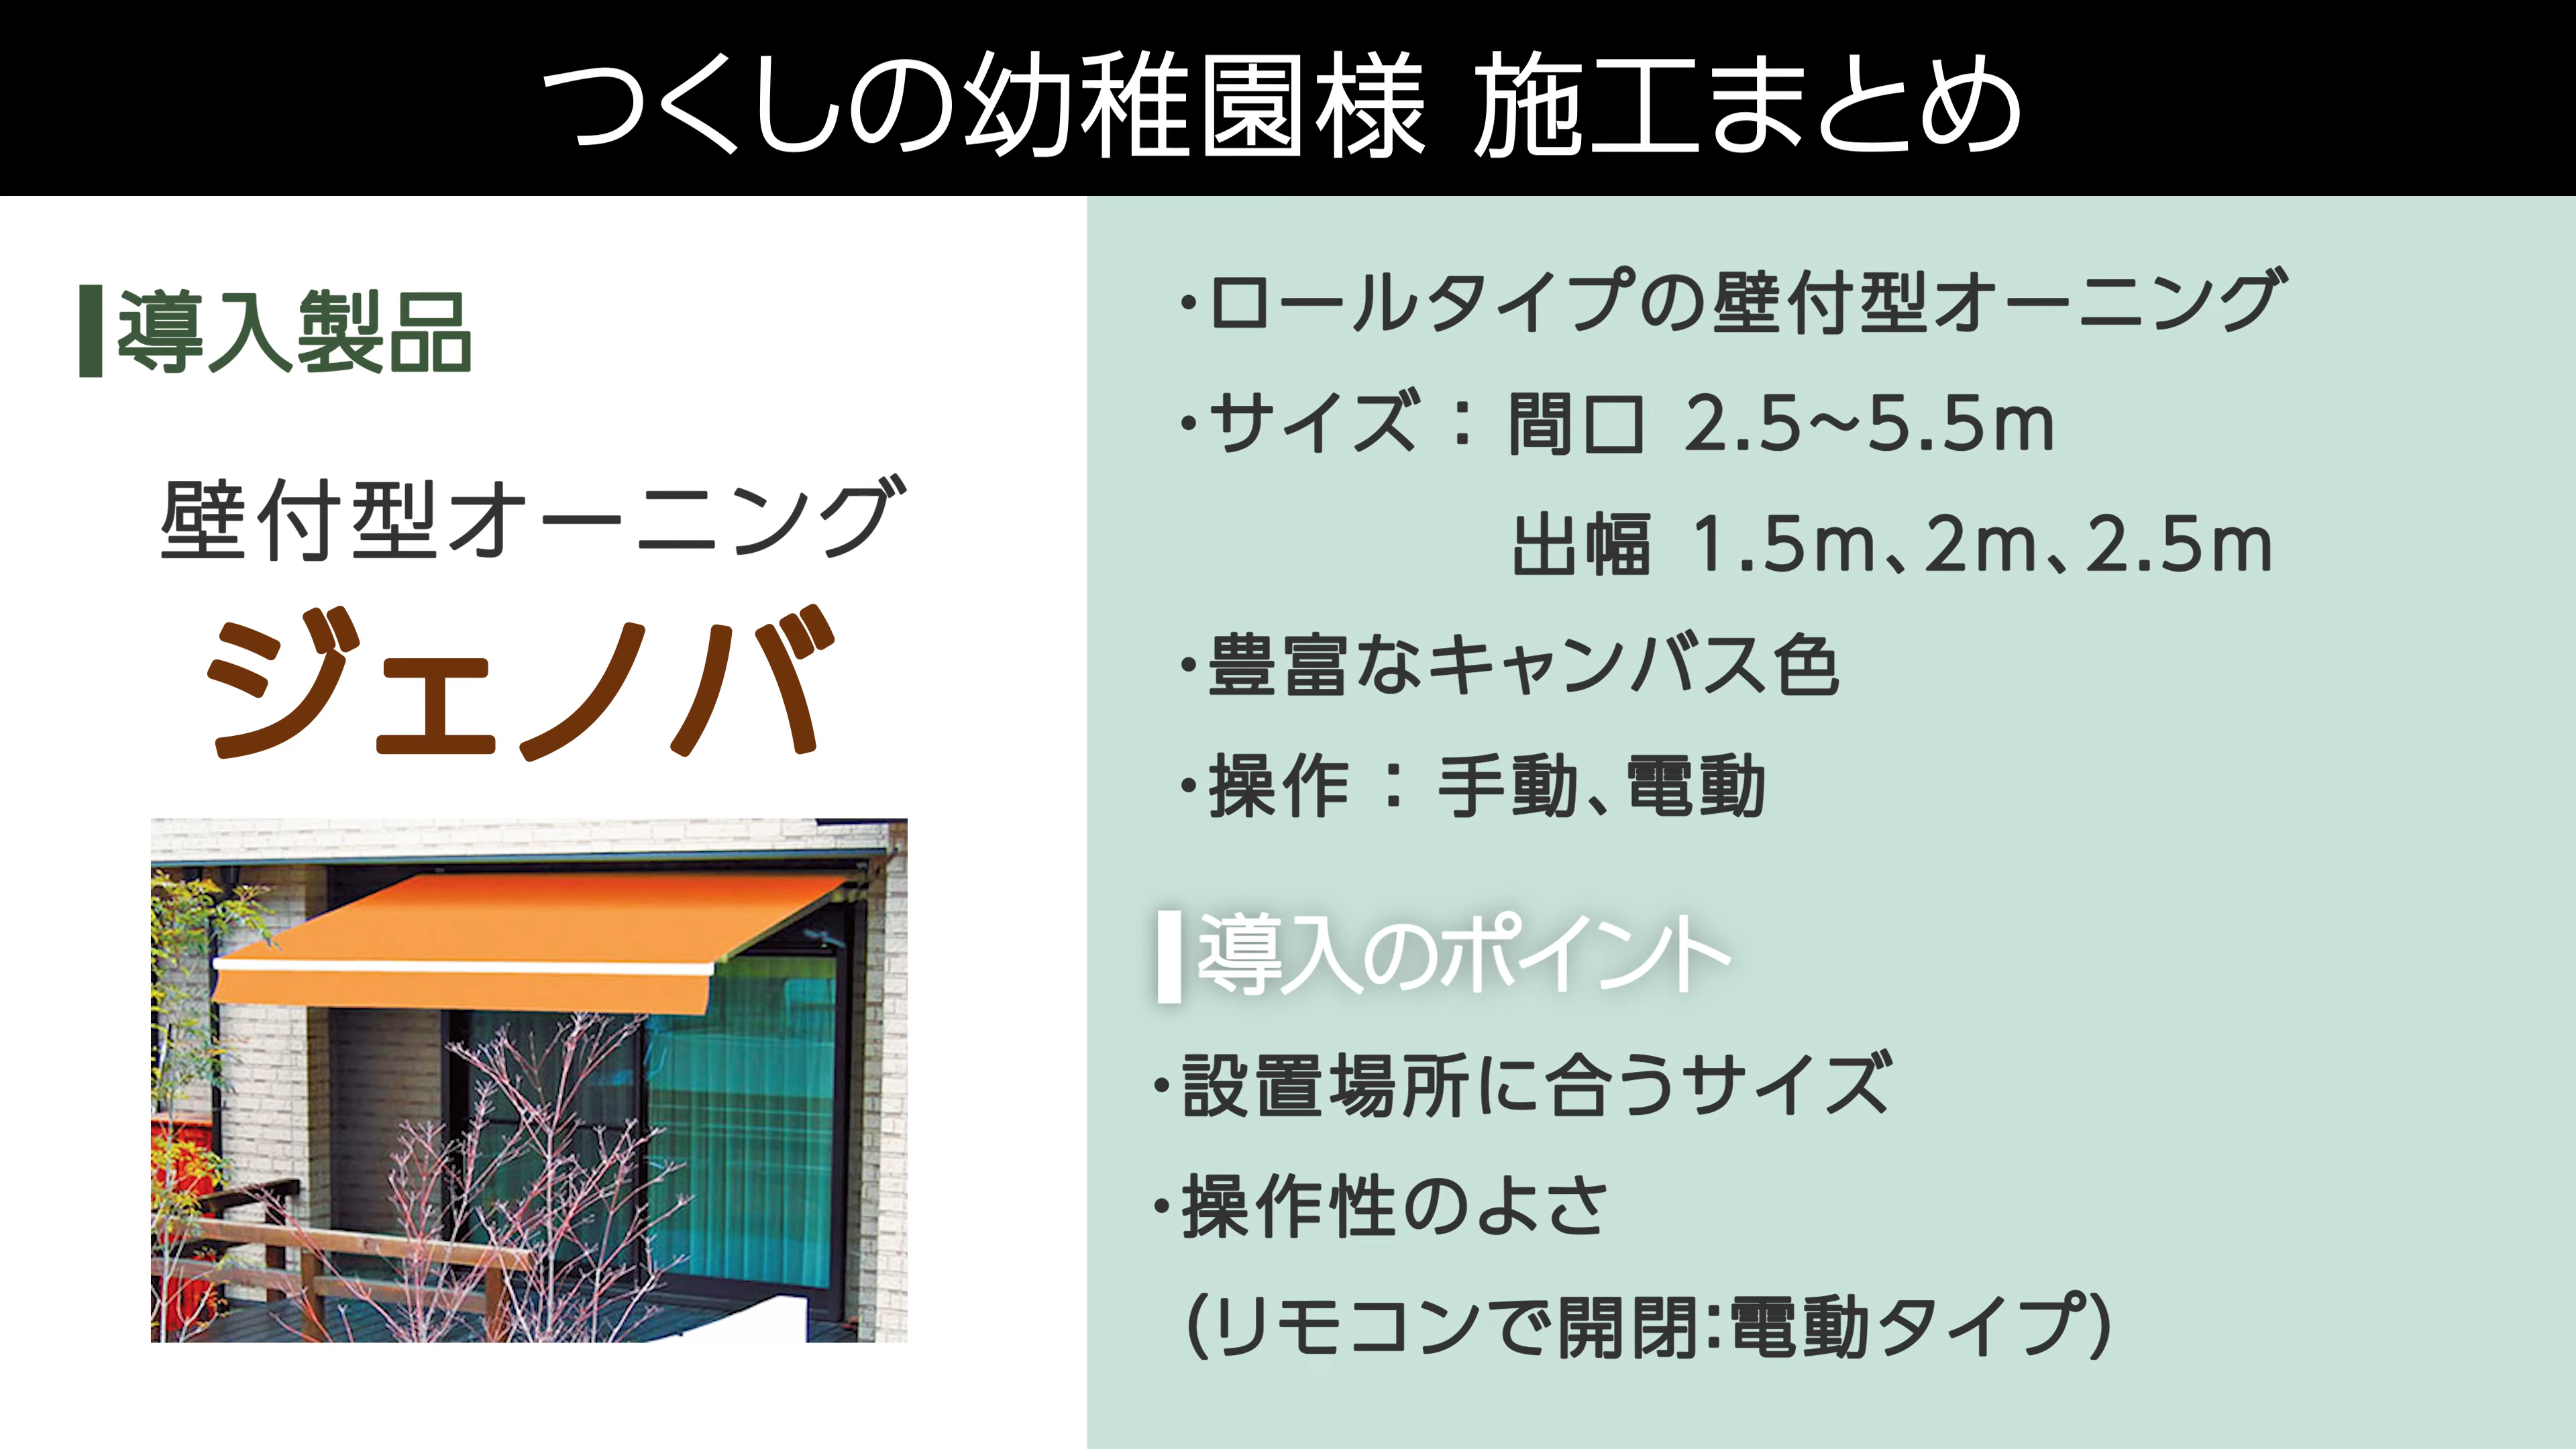 つくしの幼稚園様 施工まとめ
導入製品
壁付型オーニング
ジェノバ
・ロールタイプの壁付型オーニング
・サイズ：間口 2.5~5.5m
出幅 1.5m、2m、2.5m
・豊富なキャンバス色
・操作：手動、電動
導入のポイント
・設置場所に合うサイズ
・操作性のよさ
(リモコンで開閉:電動タイプ)